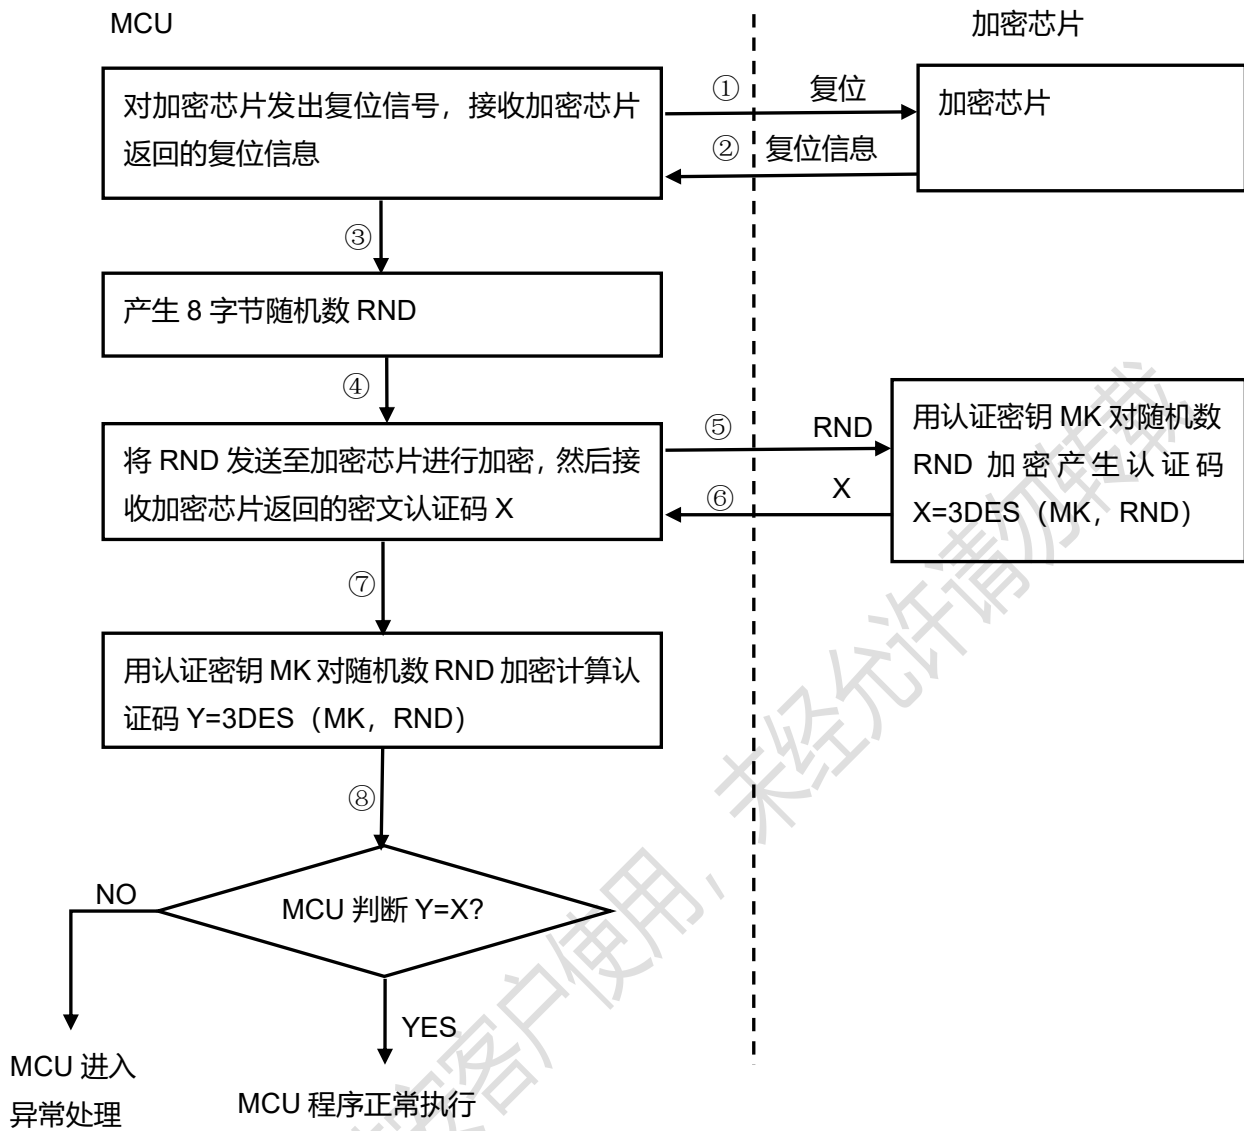 MCU
加密芯片
对加密芯片发出复位信号，接收加密芯片
返回的复位信息
①
复位
加密芯片
②
复位信息
③
产生 8 字节随机数 RND
④
将 RND 发送至加密芯片进行加密，然后接
收加密芯片返回的密文认证码 X
⑤
RND
⑥
X
用认证密钥 MK 对随机数
RND 加密产生认证码
X=3DES（MK，RND）
⑦
用认证密钥 MK 对随机数 RND 加密计算认
证码 Y=3DES（MK，RND）
⑧
MCU 判断 Y=X?
NO
YES
MCU 进入
异常处理
MCU 程序正常执行
客户使用，未经允许请勿转载